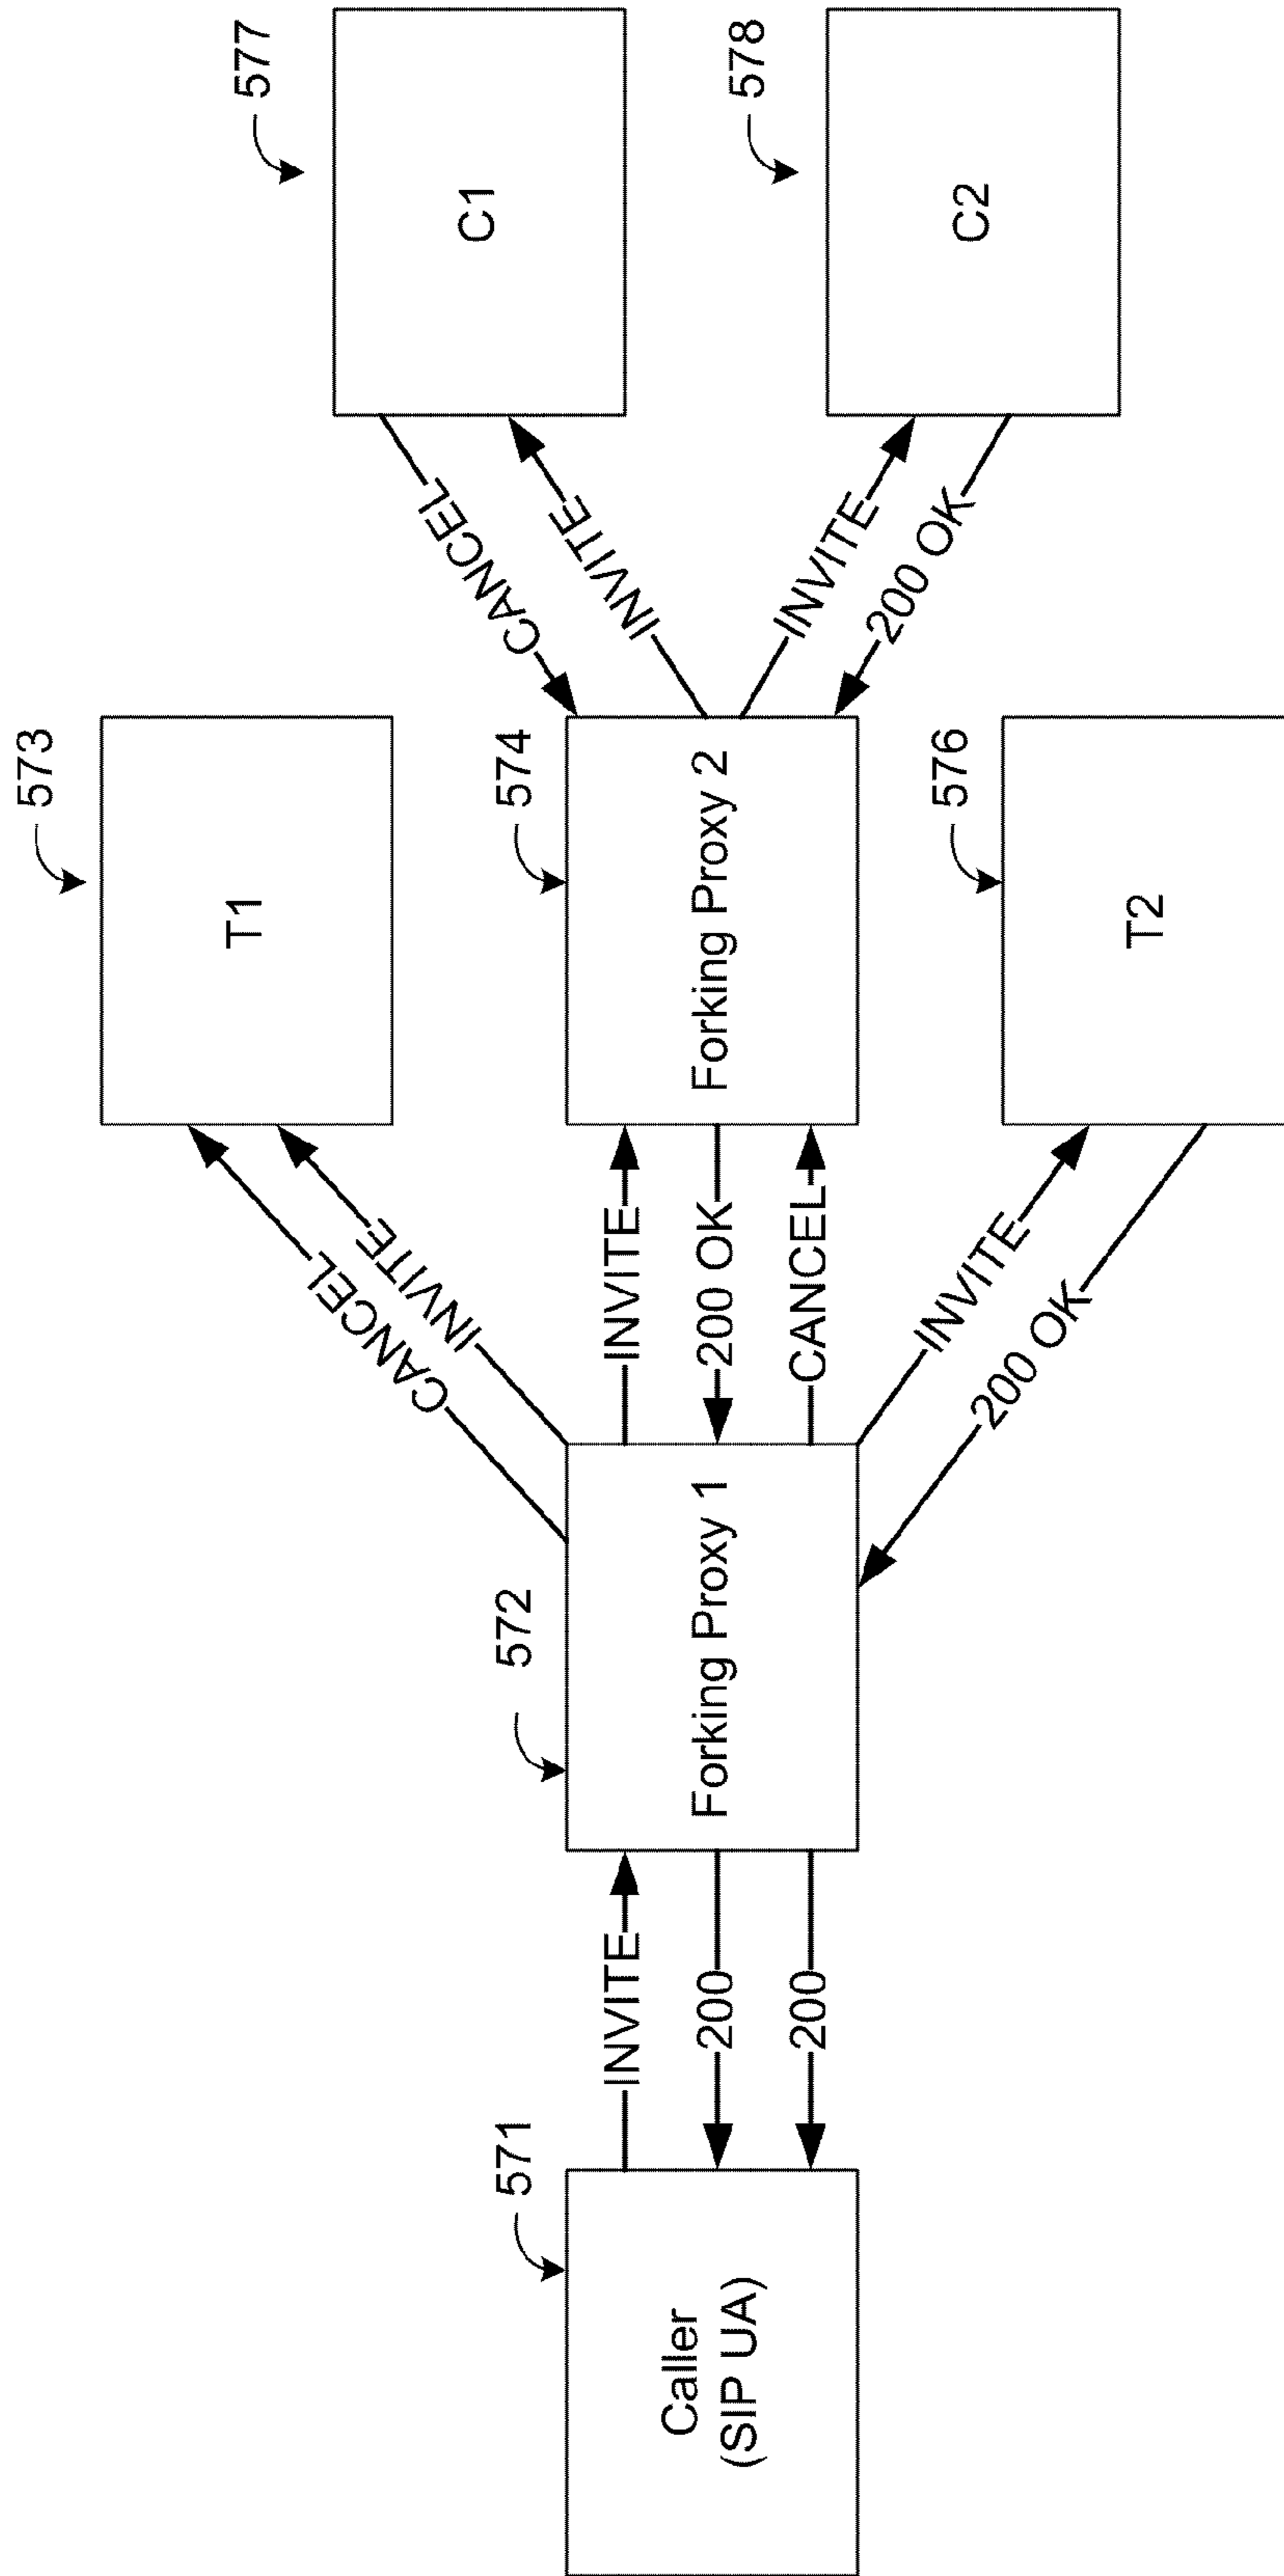 571
Caller
(SIP UA)
INVITE
200
200
572
Forking Proxy 1
CANCEL
INVITE
INVITE
200 OK
CANCEL
INVITE
200 OK
573
T1
574
Forking Proxy 2
576
T2
CANCEL
INVITE
INVITE
200 OK
577
C1
578
C2